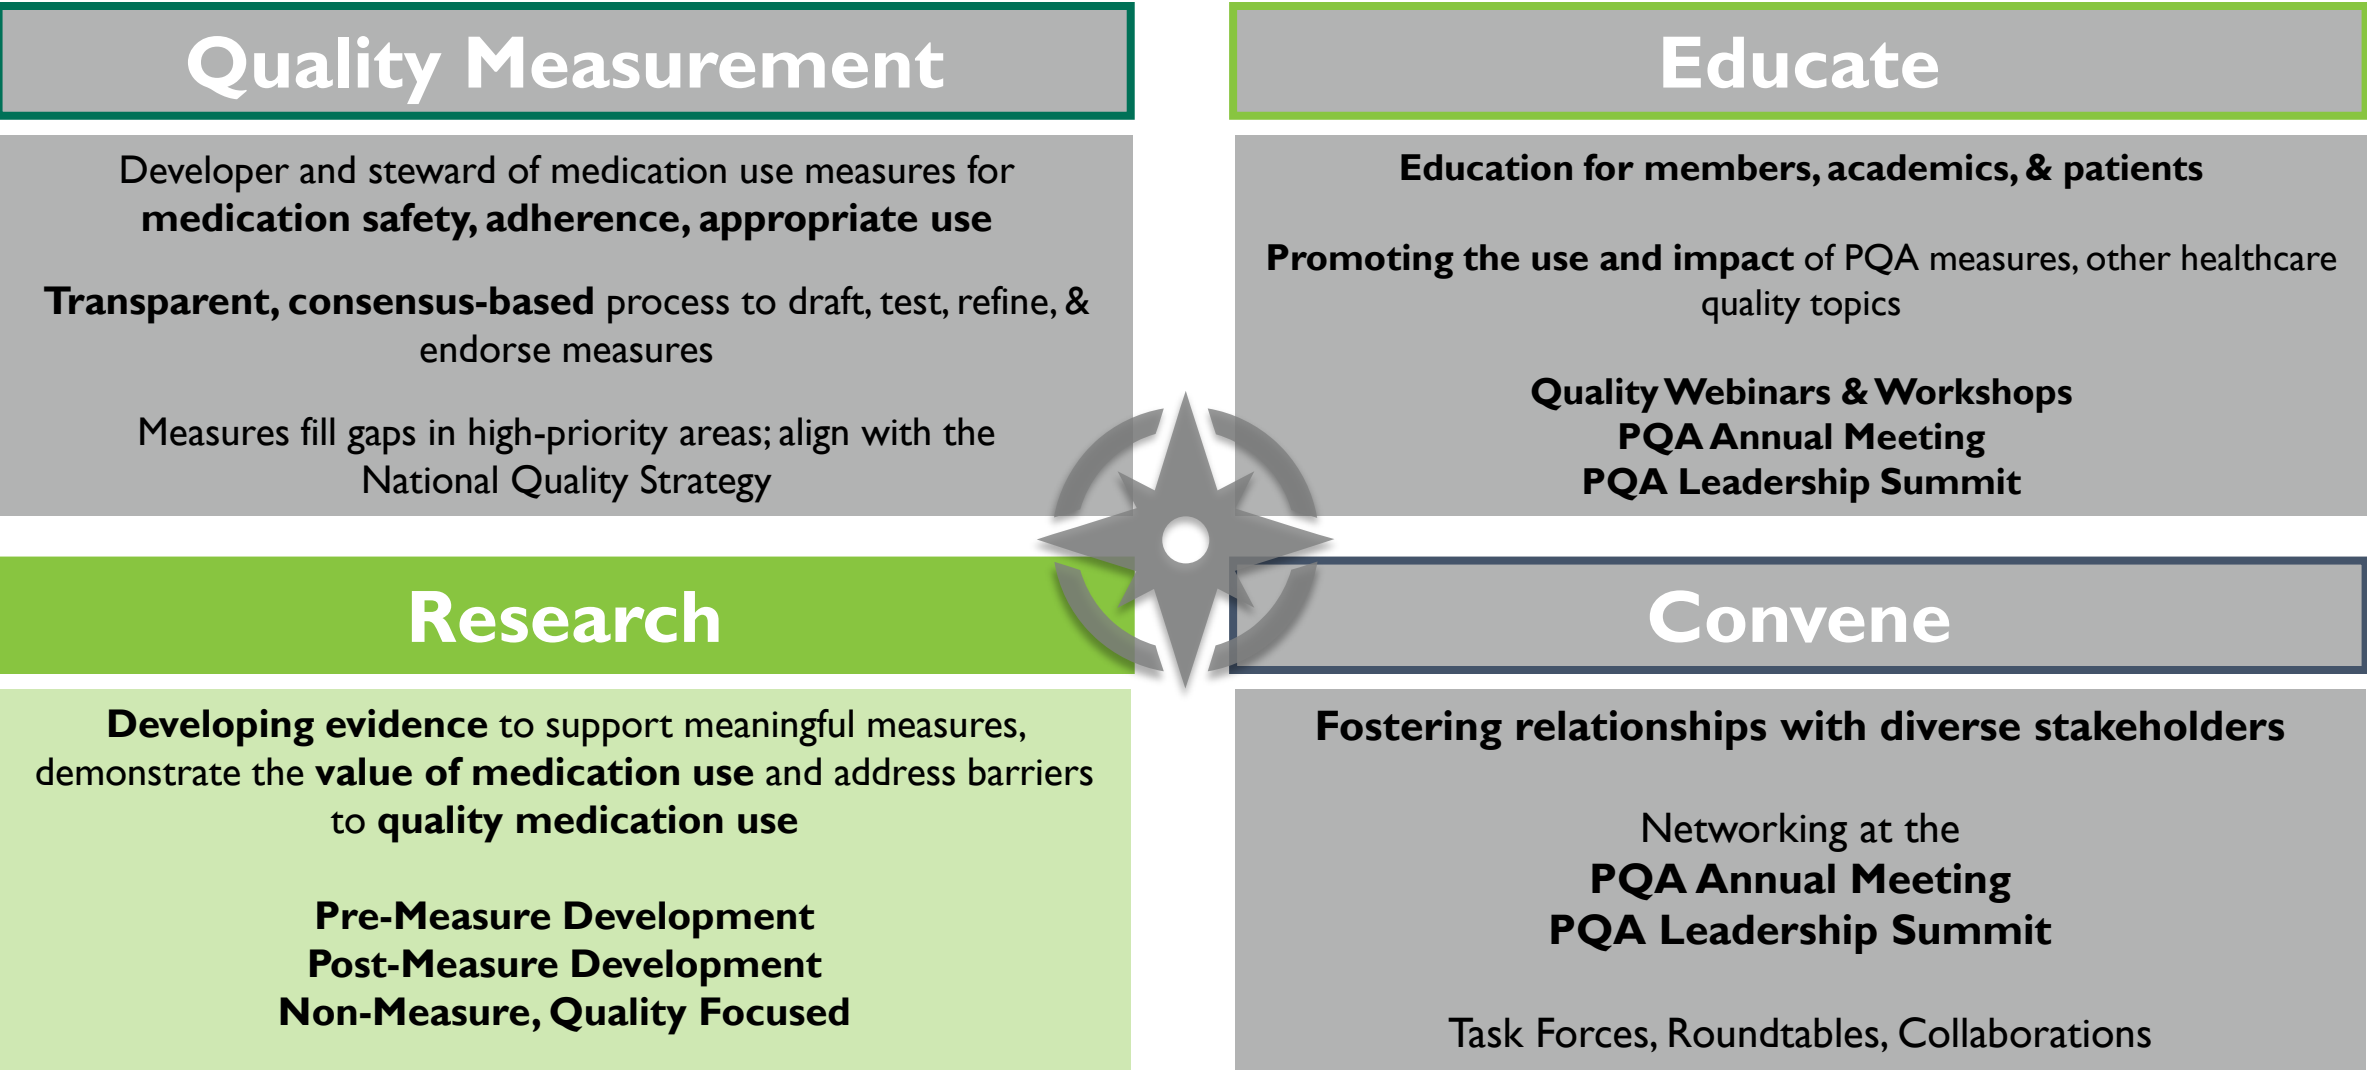 Quality Measurement
Developer and steward of medication use measures for
medication safety, adherence, appropriate use
Transparent, consensus-based process to draft, test, refine, &
endorse measures
Measures fill gaps in high-priority areas; align with the
National Quality Strategy
Educate
Education for members, academics, & patients
Promoting the use and impact of PQA measures, other healthcare
quality topics
Quality Webinars & Workshops
PQA Annual Meeting
PQA Leadership Summit
Research
Developing evidence to support meaningful measures,
demonstrate the value of medication use and address barriers
to quality medication use
Pre-Measure Development
Post-Measure Development
Non-Measure, Quality Focused
Convene
Fostering relationships with diverse stakeholders
Networking at the
PQA Annual Meeting
PQA Leadership Summit
Task Forces, Roundtables, Collaborations